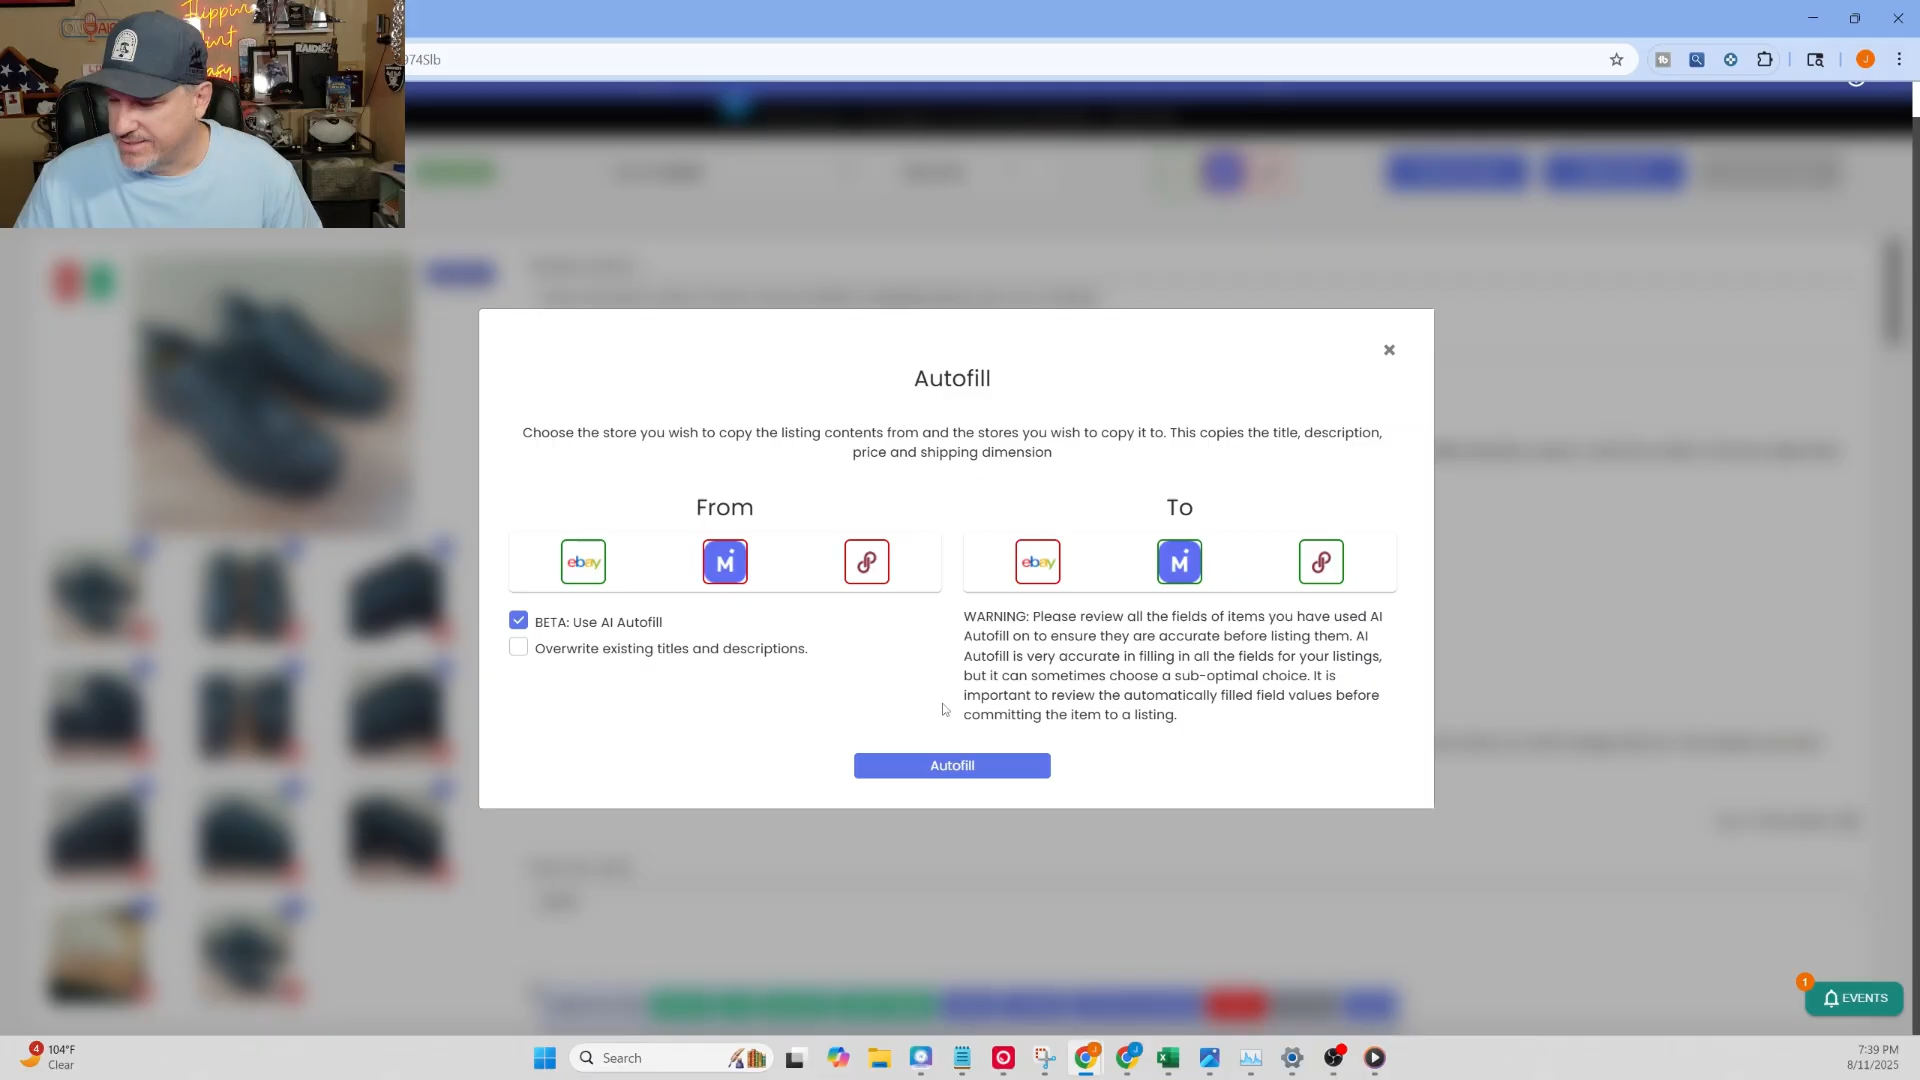 Flippin'
RAIDE
974Slb
Autofill
Choose the store you wish to copy the listing contents from and the stores you wish to copy it to. This copies the title, description,
price and shipping dimension
From
To
ebay
M
ebay
M
BETA: Use AI Autofill
Overwrite existing titles and descriptions.
WARNING: Please review all the fields of items you have used AI
Autofill on to ensure they are accurate before listing them. AI
Autofill is very accurate in filling in all the fields for your listings,
but it can sometimes choose a sub-optimal choice. It is
important to review the automatically filled field values before
committing the item to a listing.
Autofill
1
EVENTS
4
104°F
Clear
Search
7:39 PM
8/11/2025